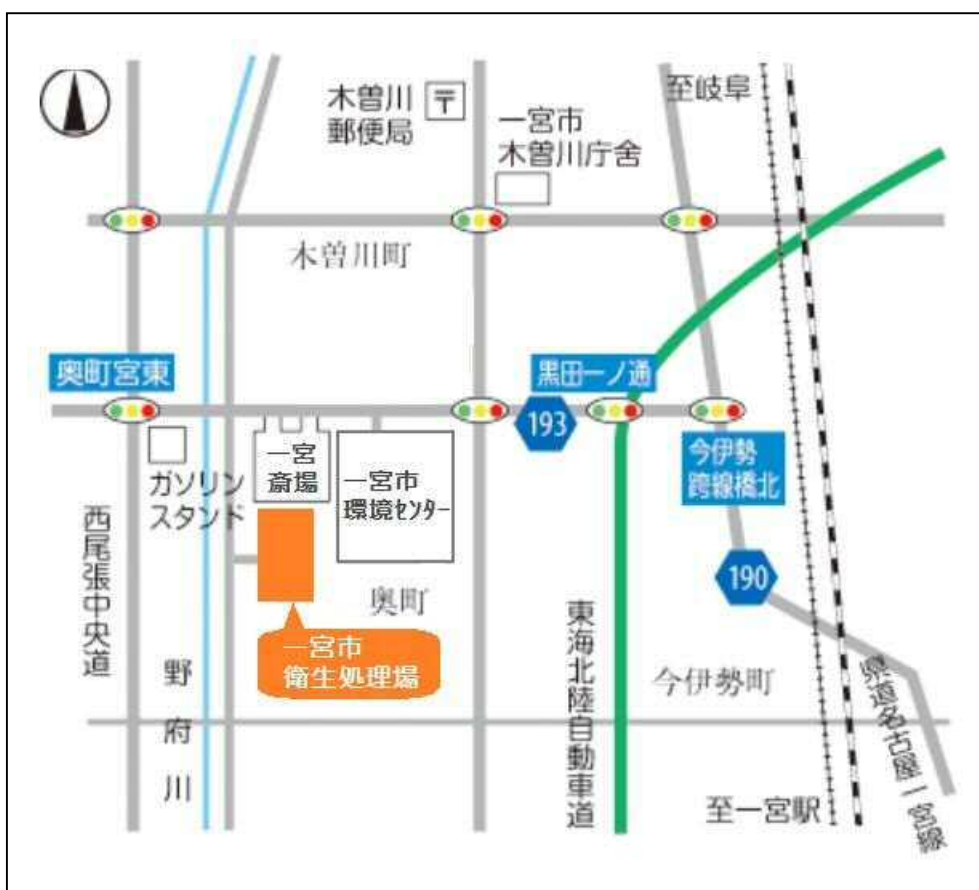 至岐阜
木曽川
郵便局
一宮市
木曽川庁舎
木曽川町
奥町宮東
黒田一ノ通
193
一宮
斎場
一宮市
環境ｾﾝﾀｰ
今伊勢
跨線橋北
ガソリン
スタンド
西尾張中央道
190
奥町
東海北陸自動車道
一宮市
衛生処理場
野府川
今伊勢町
県道名古屋一宮線
至一宮駅